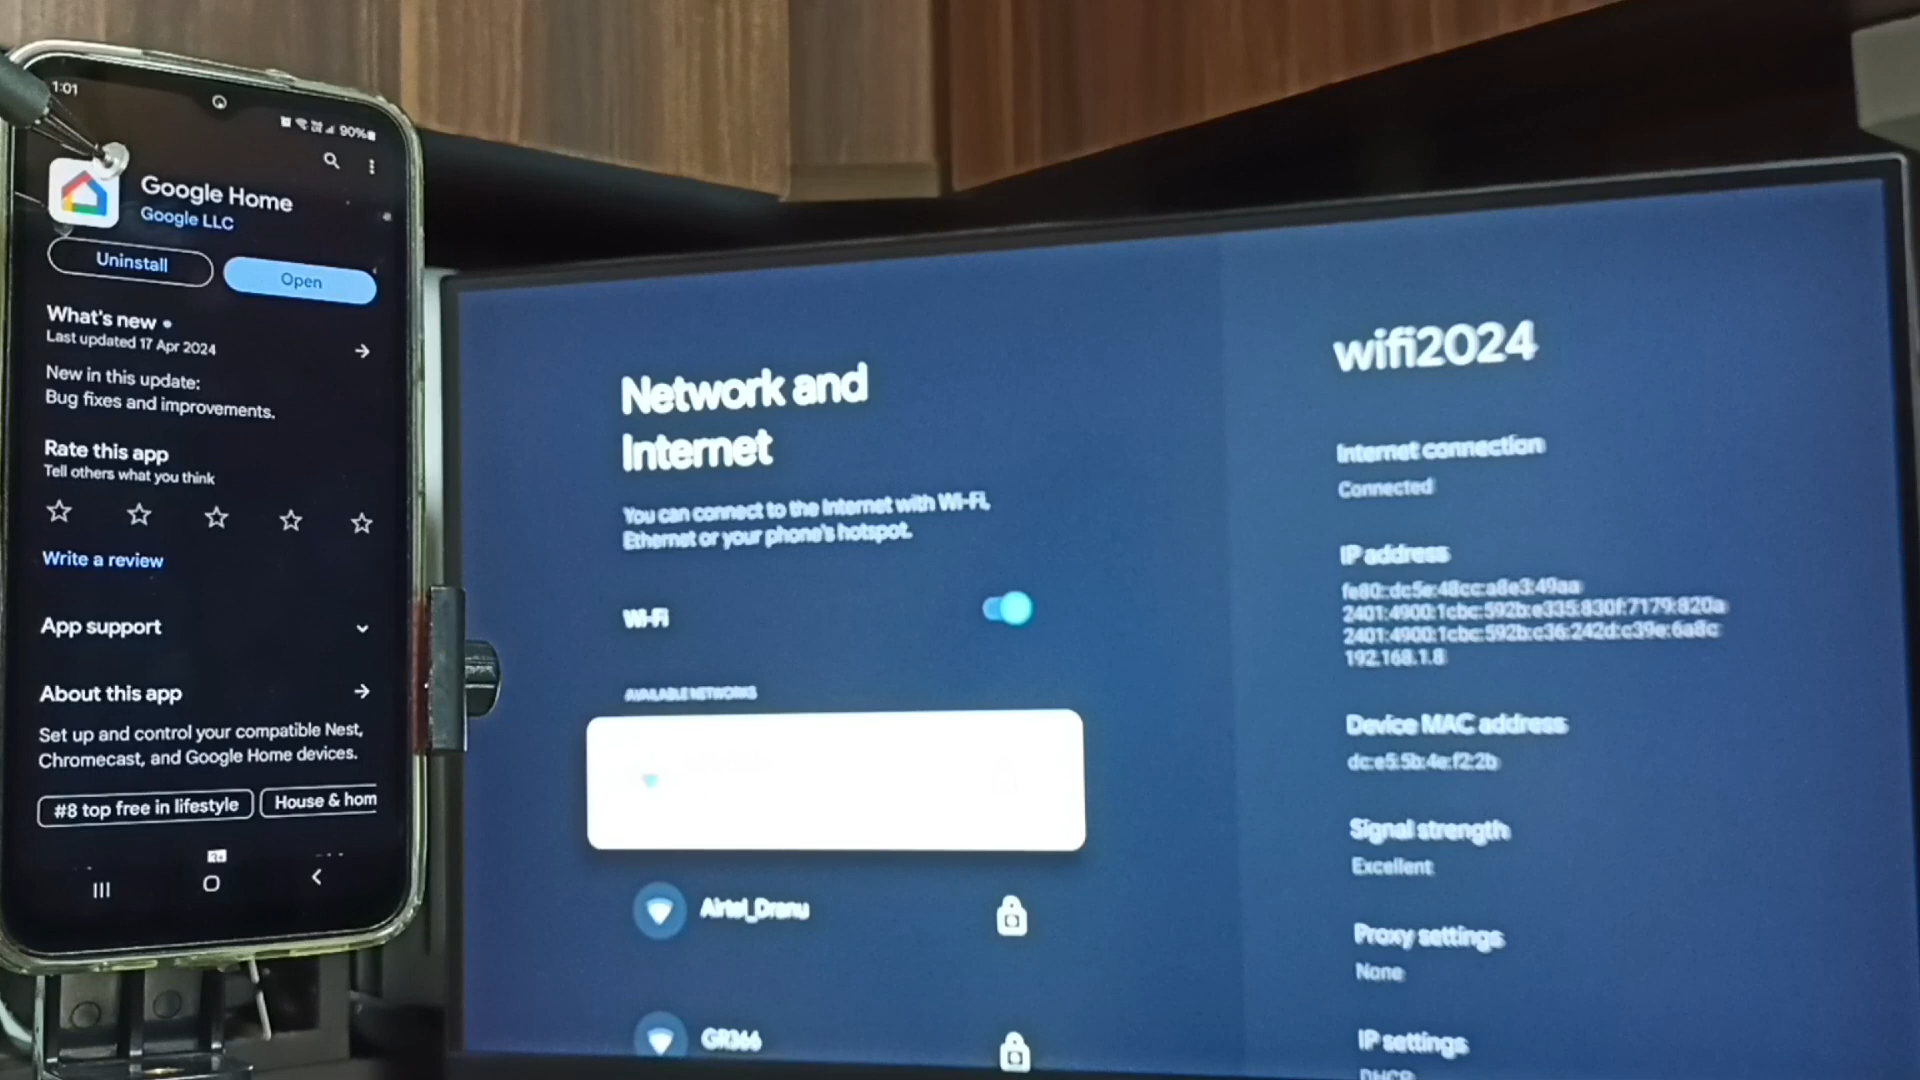 1:01
90%
Google Home
Google LLC
Uninstall
Open
What's new •
Last updated 17 Apr 2024
New in this update:
Bug fixes and improvements.
Rate this app
Tell others what you think
Write a review
App support
About this app
Set up and control your compatible Nest,
Chromecast, and Google Home devices.
#8 top free in lifestyle
House & hom
Network and
Internet
You can connect to the Internet with Wi-Fi,
Ethernet or your phone's hotspot.
Wi-Fi
AVAILABLE NETWORKS
Airtel_Dranu
GR366
wifi2024
Internet connection
Connected
IP address
fe80::dc5e:48cc:a8e3:49aa
2401:4900:1cbc:592b:e335:830f:7179:820a
2401:4900:1cbc:592b:c36:242d:c39e:6a8c
192.168.1.8
Device MAC address
dc:e5:5b:4e:f2:2b
Signal strength
Excellent
Proxy settings
None
IP settings
DHCP